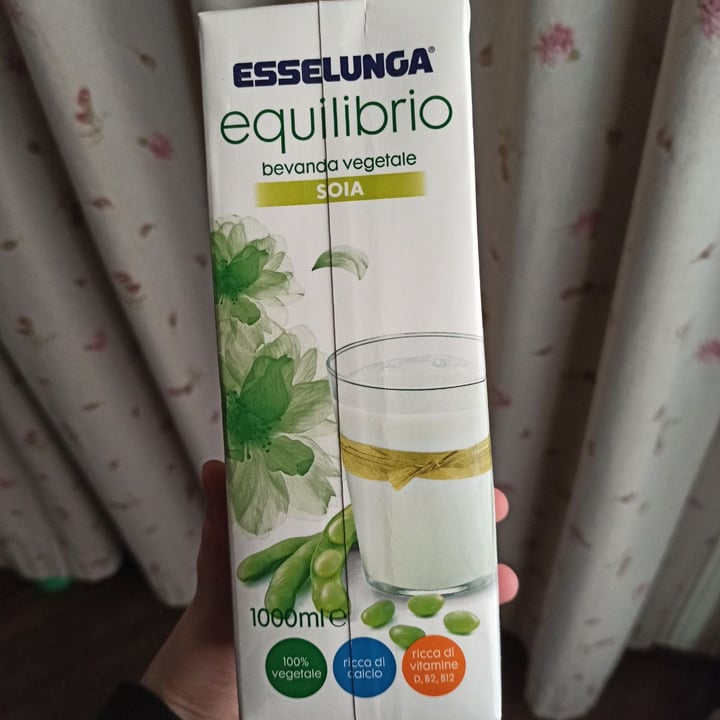 ESSELUNGA®
equilibrio
bevanda vegetale
SOIA
1000ml e
100%
vegetale
ricca di
calcio
ricca di
vitamine
D, B2, B12